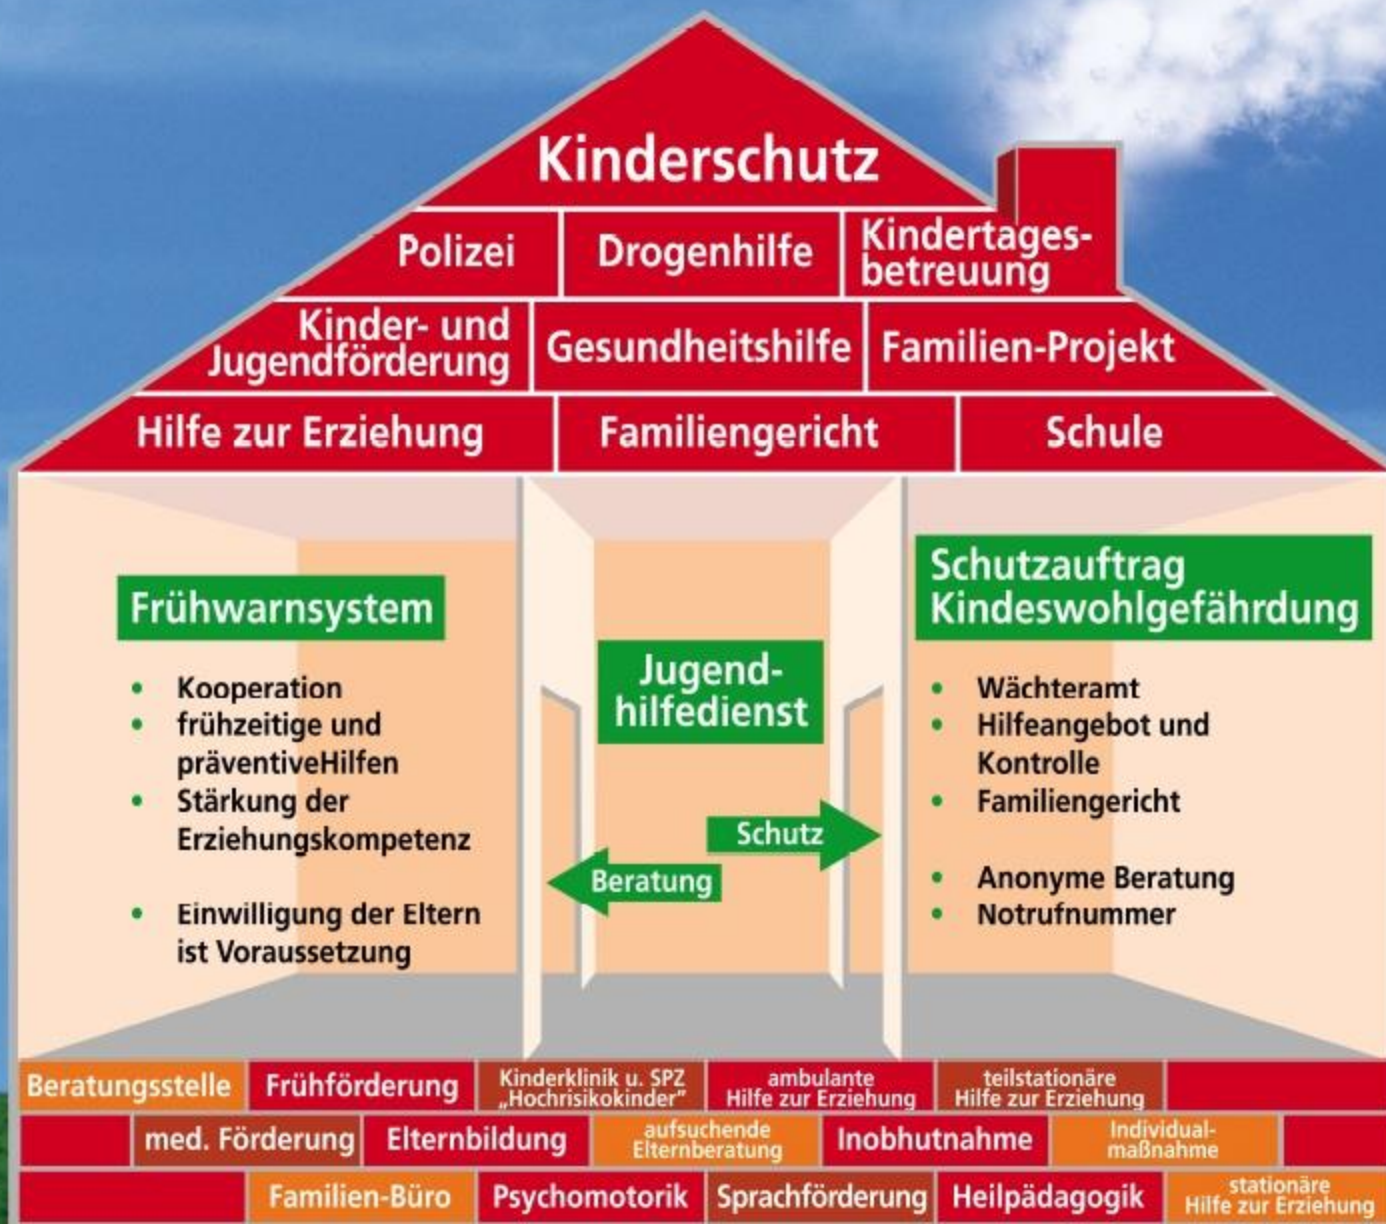 Kinderschutz
Polizei
Drogenhilfe
Kindertages-
betreuung
Kinder- und
Jugendförderung
Gesundheitshilfe
Familien-Projekt
Hilfe zur Erziehung
Familiengericht
Schule
Frühwarnsystem
• Kooperation
• frühzeitige und
präventiveHilfen
• Stärkung der
Erziehungskompetenz
• Einwilligung der Eltern
ist Voraussetzung
Jugend-
hilfedienst
Schutz
Beratung
Schutzauftrag
Kindeswohlgefährdung
• Wächteramt
• Hilfeangebot und
Kontrolle
• Familiengericht
• Anonyme Beratung
• Notrufnummer
Beratungsstelle
Frühförderung
Kinderklinik u. SPZ
„Hochrisikokinder”
ambulante
Hilfe zur Erziehung
teilstationäre
Hilfe zur Erziehung
med. Förderung
Elternbildung
aufsuchende
Elternberatung
Inobhutnahme
Individual-
maßnahme
Familien-Büro
Psychomotorik
Sprachförderung
Heilpädagogik
stationäre
Hilfe zur Erziehung